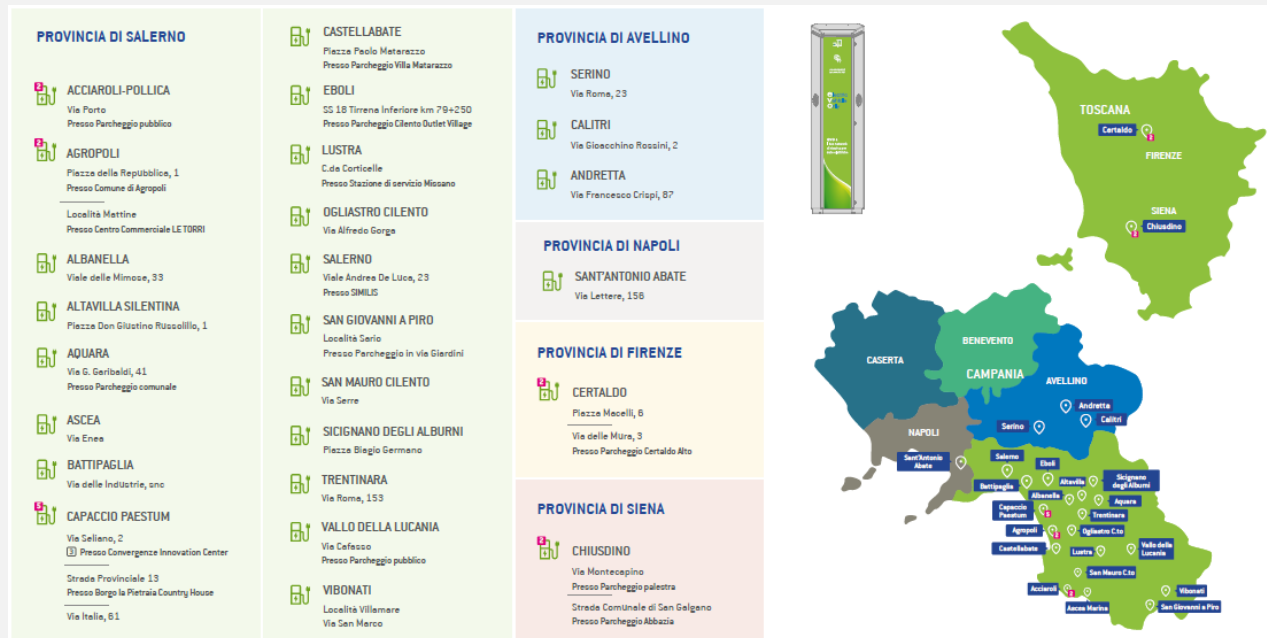 PROVINCIA DI SALERNO
2
ACCIAROLI-POLLICA
Via Porto
Presso Parcheggio pubblico
2
AGROPOLI
Piazza della Repubblica, 1
Presso Comune di Agropoli
Località Mattine
Presso Centro Commerciale LE TORRI
ALBANELLA
Viale delle Mimose, 33
ALTAVILLA SILENTINA
Piazza Don Giustino Russolillo, 1
AQUARA
Via G. Garibaldi, 41
Presso Parcheggio comunale
ASCEA
Via Enea
BATTIPAGLIA
Via delle Industrie, snc
5
CAPACCIO PAESTUM
Via Seliano, 2
3 Presso Convergenze Innovation Center
Strada Provinciale 13
Presso Borgo la Pietraia Country House
Via Italia, 61
CASTELLABATE
Piazza Paolo Matarazzo
Presso Parcheggio Villa Matarazzo
EBOLI
SS 18 Tirrena Inferiore km 79+250
Presso Parcheggio Cilento Outlet Village
LUSTRA
C.da Corticelle
Presso Stazione di servizio Missano
OGLIASTRO CILENTO
Via Alfredo Gorga
SALERNO
Viale Andrea De Luca, 23
Presso SIMILIS
SAN GIOVANNI A PIRO
Località Sario
Presso Parcheggio in via Giardini
SAN MAURO CILENTO
Via Serre
SICIGNANO DEGLI ALBURNI
Piazza Biagio Germano
TRENTINARA
Via Roma, 153
VALLO DELLA LUCANIA
Via Cafasso
Presso Parcheggio pubblico
VIBONATI
Località Villamare
Via San Marco
PROVINCIA DI AVELLINO
SERINO
Via Roma, 23
CALITRI
Via Gioacchino Rossini, 2
ANDRETTA
Via Francesco Crispi, 87
PROVINCIA DI NAPOLI
SANT'ANTONIO ABATE
Via Lettere, 156
PROVINCIA DI FIRENZE
2
CERTALDO
Piazza Macelli, 6
Via delle Mura, 3
Presso Parcheggio Certaldo Alto
PROVINCIA DI SIENA
2
CHIUSDINO
Via Montecapino
Presso Parcheggio palestra
Strada Comunale di San Galgano
Presso Parcheggio Abbazia
TOSCANA
Certaldo
2
FIRENZE
SIENA
Chiusdino
2
BENEVENTO
CASERTA
CAMPANIA
AVELLINO
Andretta
Calitri
Serino
NAPOLI
Sant'Antonio
Abate
Salerno
Eboli
Battipaglia
Altavilla
Sicignano
degli Alburni
Albanella
Aquara
Capaccio
Paestum
5
Trentinara
Agropoli
2
Ogliastro C.to
Castellabate
Lustra
Vallo della
Lucania
San Mauro C.to
Acciaroli
2
Ascea Marina
Vibonati
San Giovanni a Piro